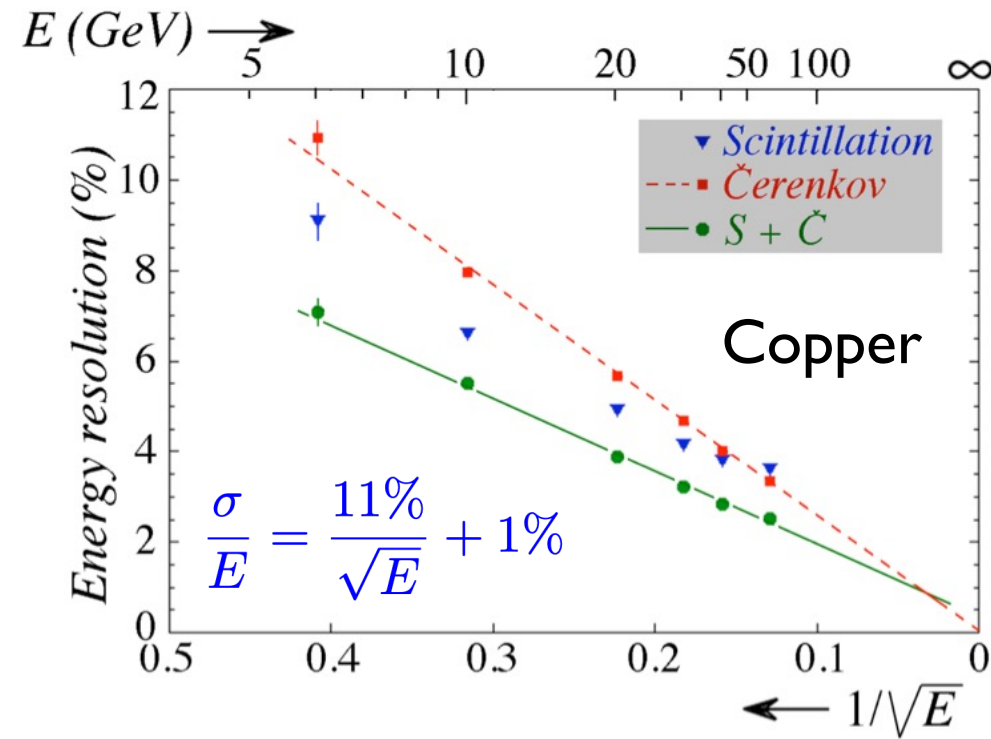 E (GeV) ⟶
5 10 20 50 100 ∞
12
10
8
6
4
2
0
Energy resolution (%)
Scintillation
Čerenkov
S + Č
Copper
σ/E = 11%/√E + 1%
0.5 0.4 0.3 0.2 0.1 0
⟵ 1/√E